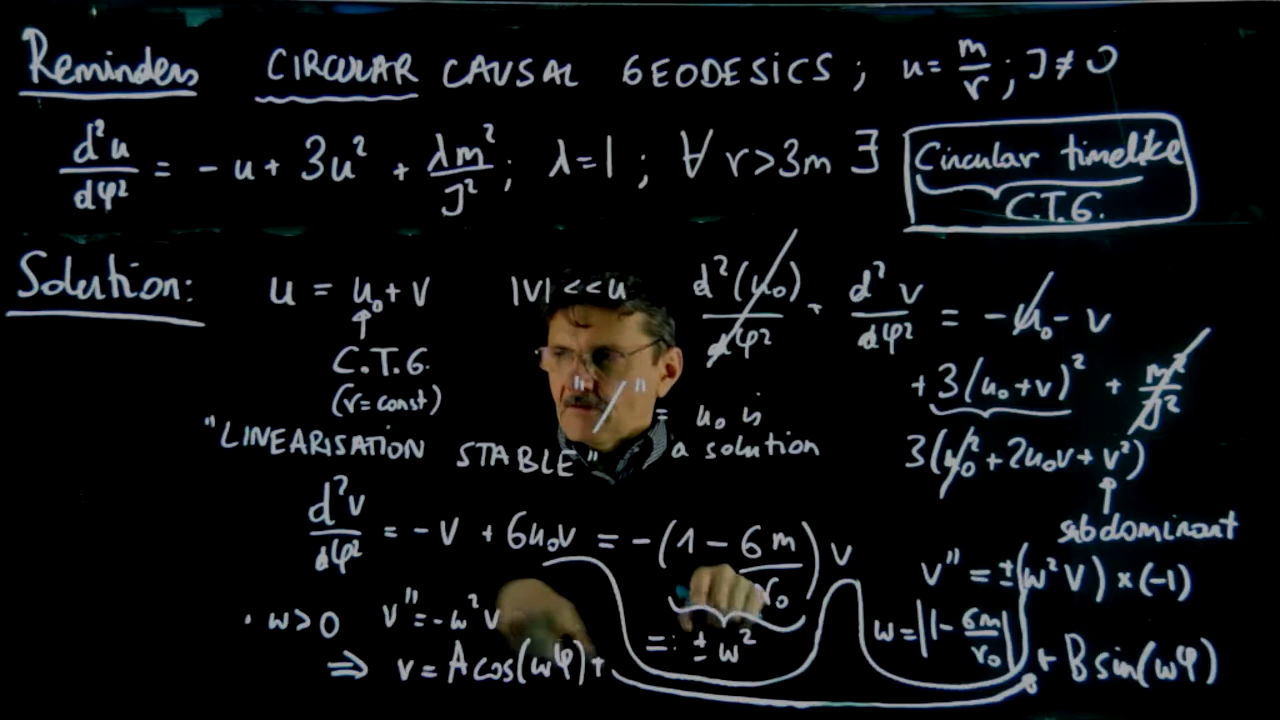 Reminders CIRCULAR CAUSAL GEODESICS ; u = m/r ; J ≠ 0
d²u/dφ² = - u + 3u² + λm²/J² ; λ=1 ; ∀ r>3m ∃ Circular timelike
C.T.G.
Solution: u = u₀ + v |v| << u d²(u₀)/dφ² + d²v/dφ² = - u₀ - v
C.T.G. + 3(u₀+v)² + m²/J²
(r=const) "/" = u₀ is
"LINEARISATION STABLE" a solution 3(u₀² + 2u₀v + v²)
subdominant
d²v/dφ² = - v + 6u₀v = -(1 - 6m/r₀) v v'' = ±(w²v) × (-1)
· w>0 v'' = -w²v =: ± w² w = |1 - 6m/r₀|
⇒ v = A cos(wφ) + + B sin(wφ)